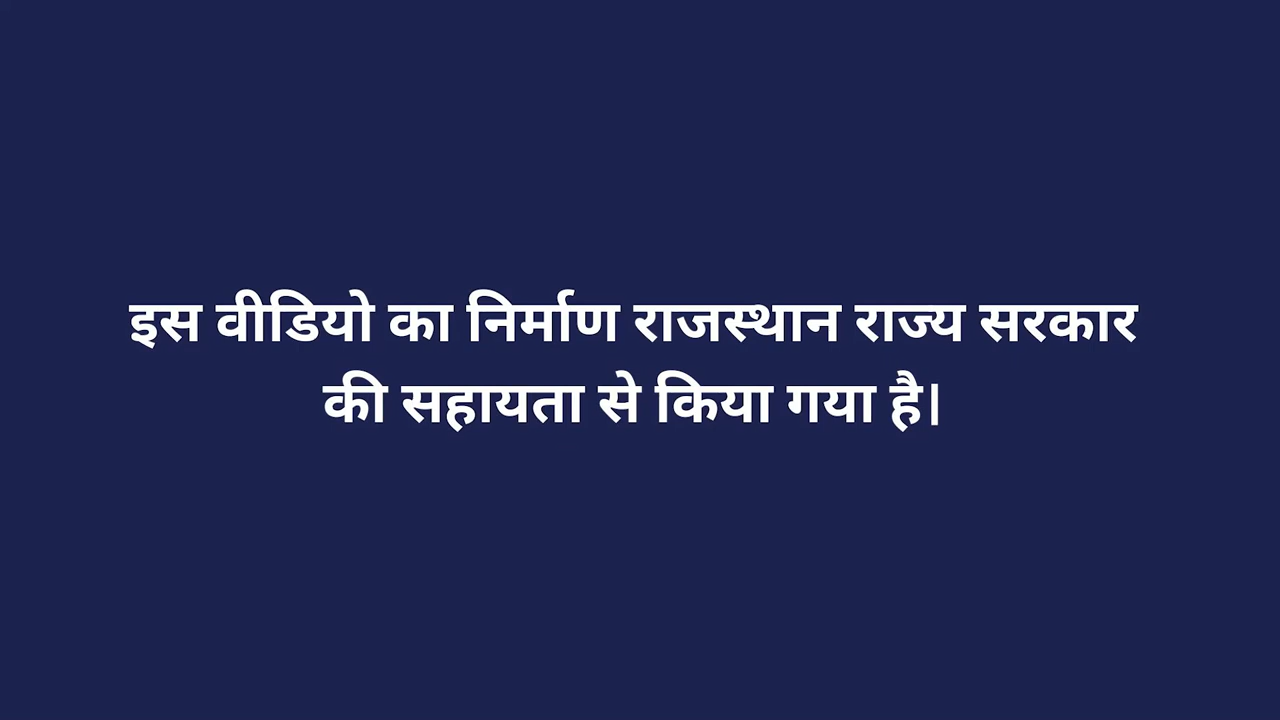 इस वीडियो का निर्माण राजस्थान राज्य सरकार
की सहायता से किया गया है।